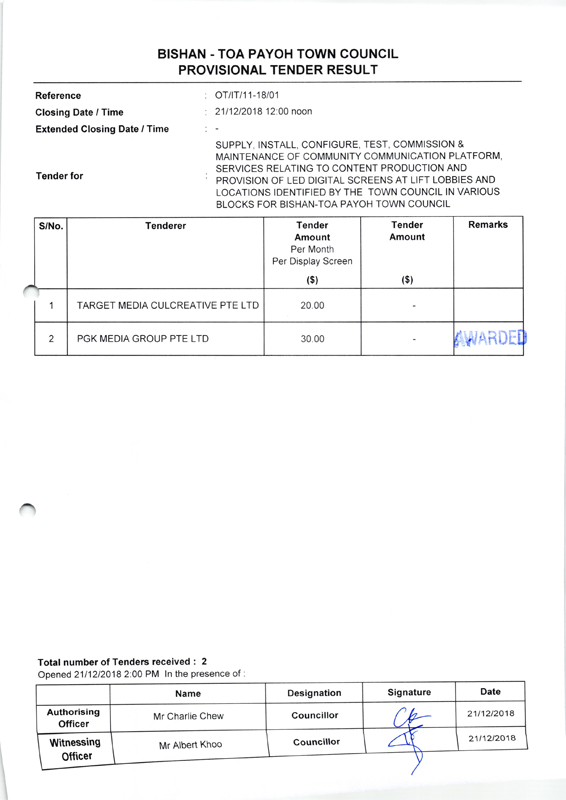 BISHAN - TOA PAYOH TOWN COUNCIL
PROVISIONAL TENDER RESULT
Reference : OT/IT/11-18/01
Closing Date / Time : 21/12/2018 12:00 noon
Extended Closing Date / Time : -
Tender for : SUPPLY, INSTALL, CONFIGURE, TEST, COMMISSION &
MAINTENANCE OF COMMUNITY COMMUNICATION PLATFORM,
SERVICES RELATING TO CONTENT PRODUCTION AND
PROVISION OF LED DIGITAL SCREENS AT LIFT LOBBIES AND
LOCATIONS IDENTIFIED BY THE TOWN COUNCIL IN VARIOUS
BLOCKS FOR BISHAN-TOA PAYOH TOWN COUNCIL
S/No. Tenderer Tender Tender Remarks
Amount Amount
Per Month
Per Display Screen
($) ($)
1 TARGET MEDIA CULCREATIVE PTE LTD 20.00 -
2 PGK MEDIA GROUP PTE LTD 30.00 - AWARDED
Total number of Tenders received : 2
Opened 21/12/2018 2:00 PM In the presence of :
Name Designation Signature Date
Authorising Officer Mr Charlie Chew Councillor 21/12/2018
Witnessing Officer Mr Albert Khoo Councillor 21/12/2018